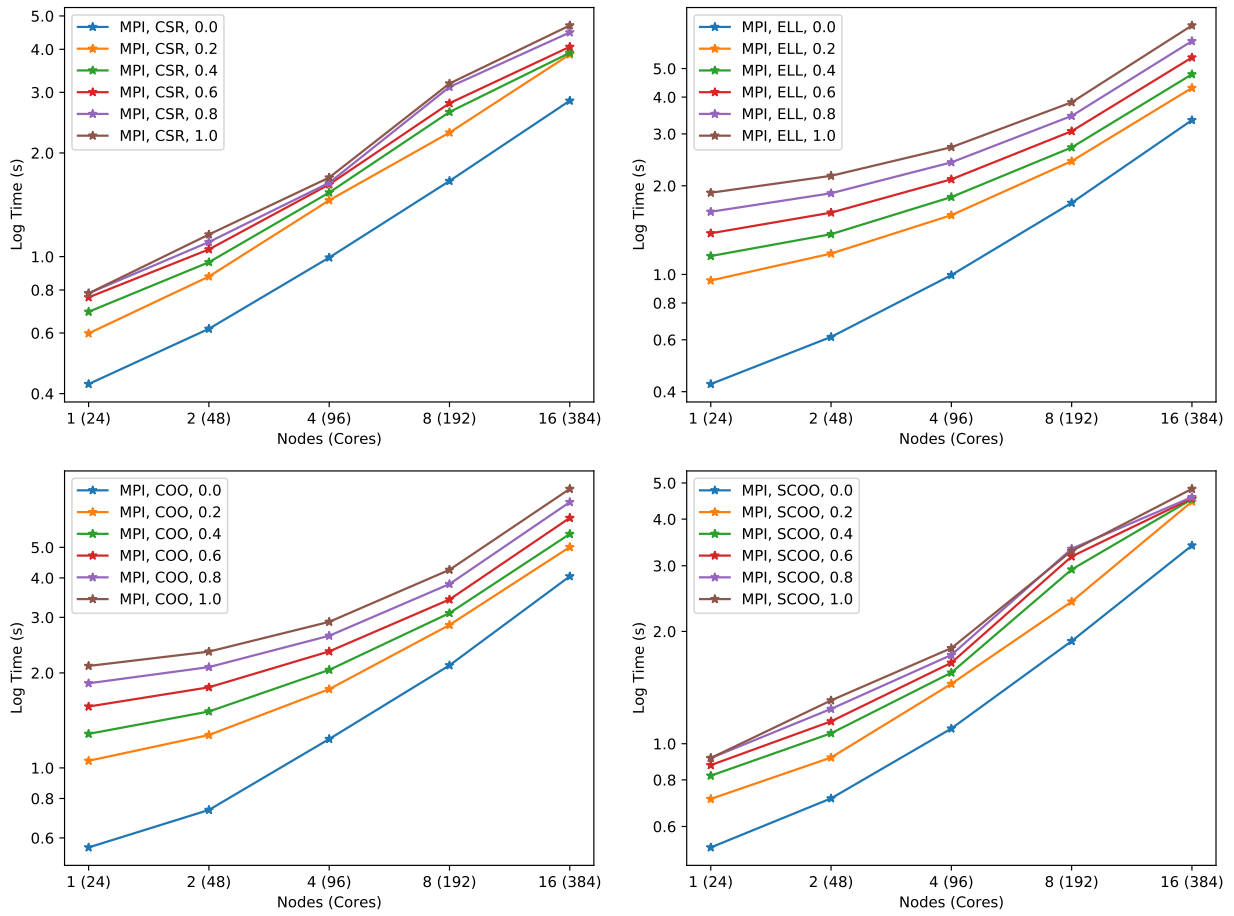 5.0
4.0
3.0
2.0
1.0
0.8
0.6
0.4
Log Time (s)
MPI, CSR, 0.0
MPI, CSR, 0.2
MPI, CSR, 0.4
MPI, CSR, 0.6
MPI, CSR, 0.8
MPI, CSR, 1.0
1 (24) 2 (48) 4 (96) 8 (192) 16 (384)
Nodes (Cores)
5.0
4.0
3.0
2.0
1.0
0.8
0.6
0.4
Log Time (s)
MPI, ELL, 0.0
MPI, ELL, 0.2
MPI, ELL, 0.4
MPI, ELL, 0.6
MPI, ELL, 0.8
MPI, ELL, 1.0
1 (24) 2 (48) 4 (96) 8 (192) 16 (384)
Nodes (Cores)
5.0
4.0
3.0
2.0
1.0
0.8
0.6
Log Time (s)
MPI, COO, 0.0
MPI, COO, 0.2
MPI, COO, 0.4
MPI, COO, 0.6
MPI, COO, 0.8
MPI, COO, 1.0
1 (24) 2 (48) 4 (96) 8 (192) 16 (384)
Nodes (Cores)
5.0
4.0
3.0
2.0
1.0
0.8
0.6
Log Time (s)
MPI, SCOO, 0.0
MPI, SCOO, 0.2
MPI, SCOO, 0.4
MPI, SCOO, 0.6
MPI, SCOO, 0.8
MPI, SCOO, 1.0
1 (24) 2 (48) 4 (96) 8 (192) 16 (384)
Nodes (Cores)